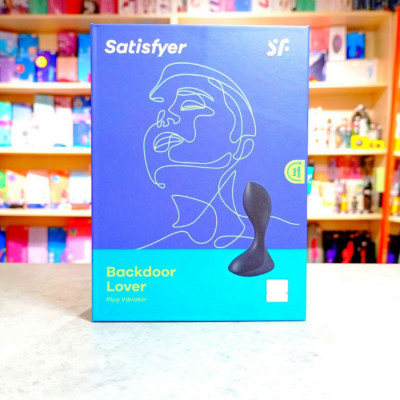 Satisfyer
sf.
Backdoor
Lover
Plug Vibrator